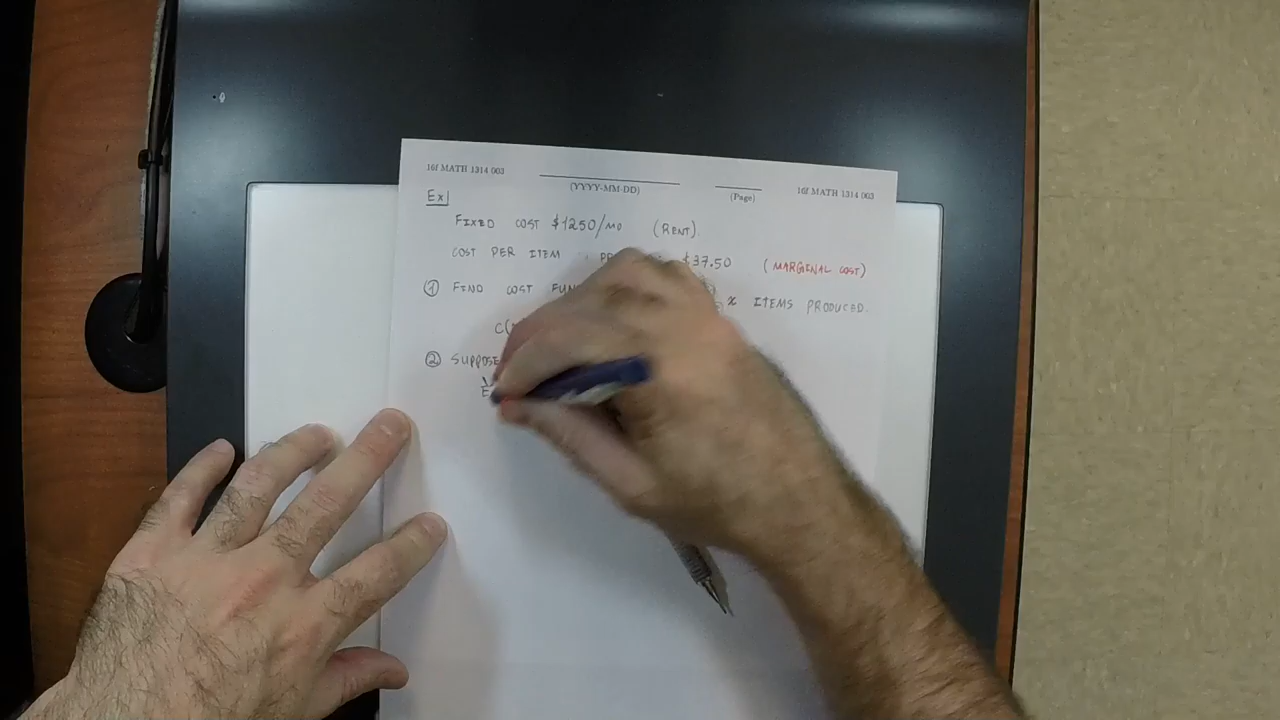 16f MATH 1314 003 (YYYY-MM-DD) (Page) 16f MATH 1314 003
Ex
FIXED COST $1250/MO (RENT).
COST PER ITEM $37.50 (MARGINAL COST)
① FIND COST x ITEMS PRODUCED.
② SUPPOSE